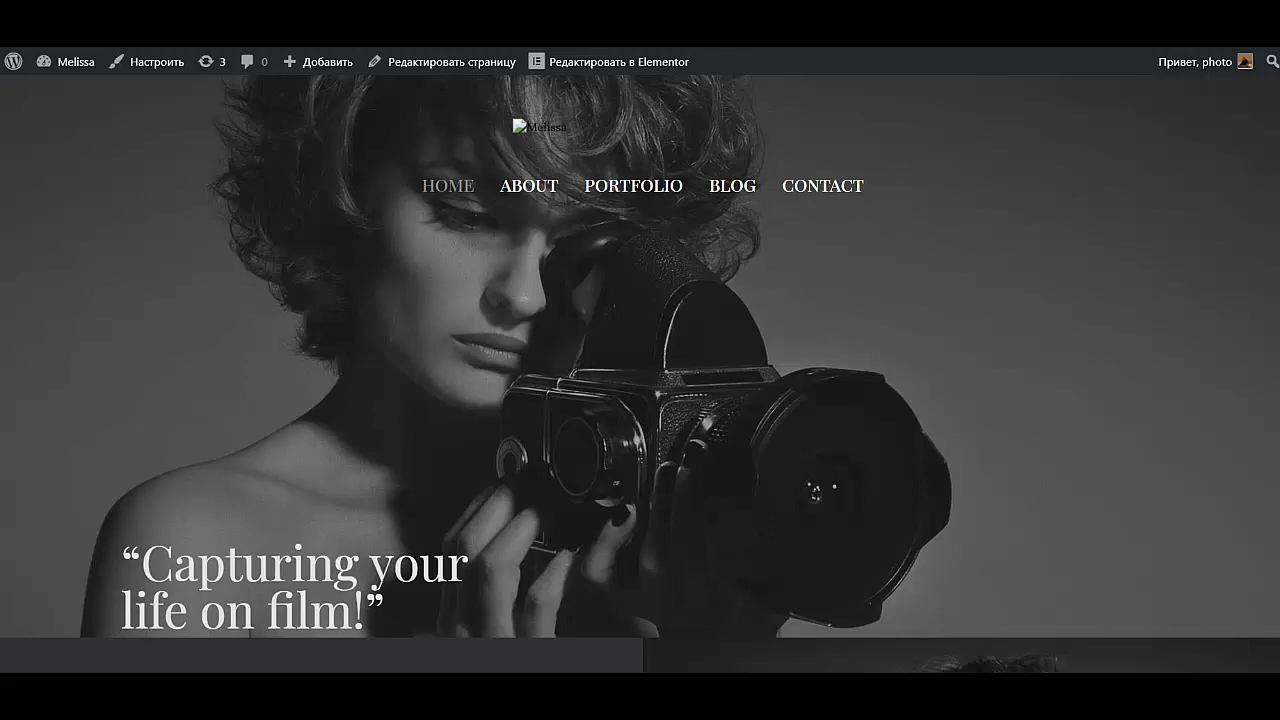 Melissa Настроить 3 0 Добавить Редактировать страницу Редактировать в Elementor Привет, photo
Melissa
HOME ABOUT PORTFOLIO BLOG CONTACT
“Capturing your
life on film!”